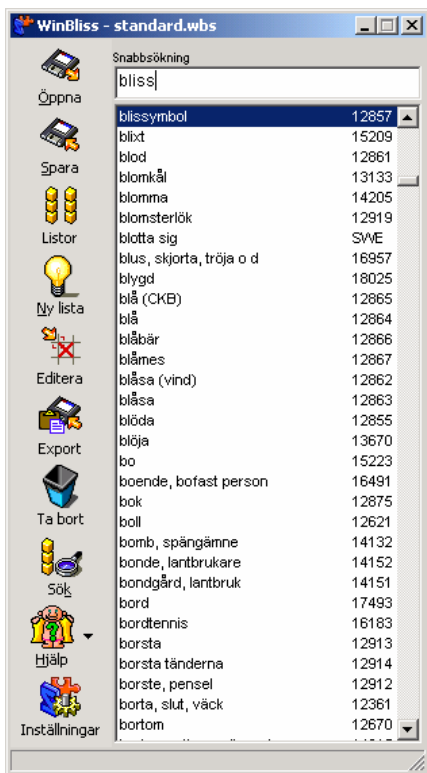 WinBliss - standard.wbs
Öppna
Spara
Listor
Ny lista
Editera
Export
Ta bort
Sök
Hjälp
Inställningar
Snabbsökning
bliss
blissymbol 12857
blixt 15209
blod 12861
blomkål 13133
blomma 14205
blomsterlök 12919
blotta sig SWE
blus, skjorta, tröja o d 16957
blygd 18025
blå (CKB) 12865
blå 12864
blåbär 12866
blåmes 12867
blåsa (vind) 12862
blåsa 12863
blöda 12855
blöja 13670
bo 15223
boende, bofast person 16491
bok 12875
boll 12621
bomb, spängämne 14132
bonde, lantbrukare 14152
bondgård, lantbruk 14151
bord 17493
bordtennis 16183
borsta 12913
borsta tänderna 12914
borste, pensel 12912
borta, slut, väck 12361
bortom 12670